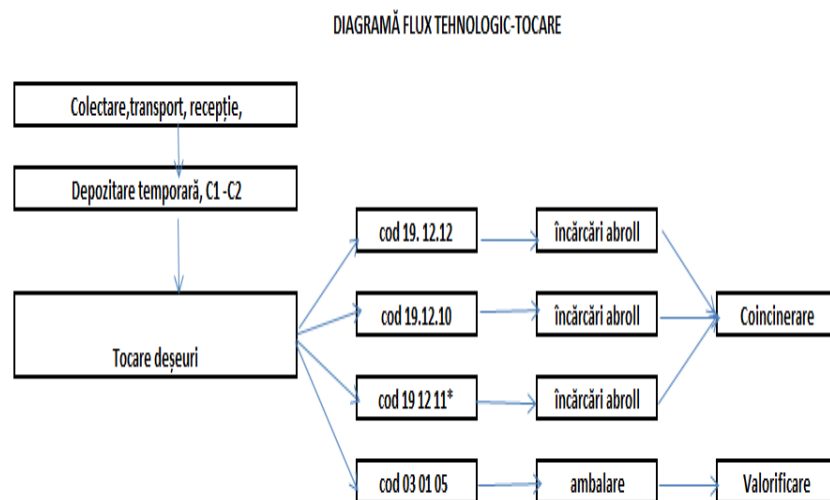 DIAGRAMĂ FLUX TEHNOLOGIC-TOCARE
Colectare,transport, recepție,
Depozitare temporară, C1 -C2
Tocare deșeuri
cod 19. 12.12
încărcări abroll
cod 19.12.10
încărcări abroll
Coincinerare
cod 19 12 11*
încărcări abroll
cod 03 01 05
ambalare
Valorificare